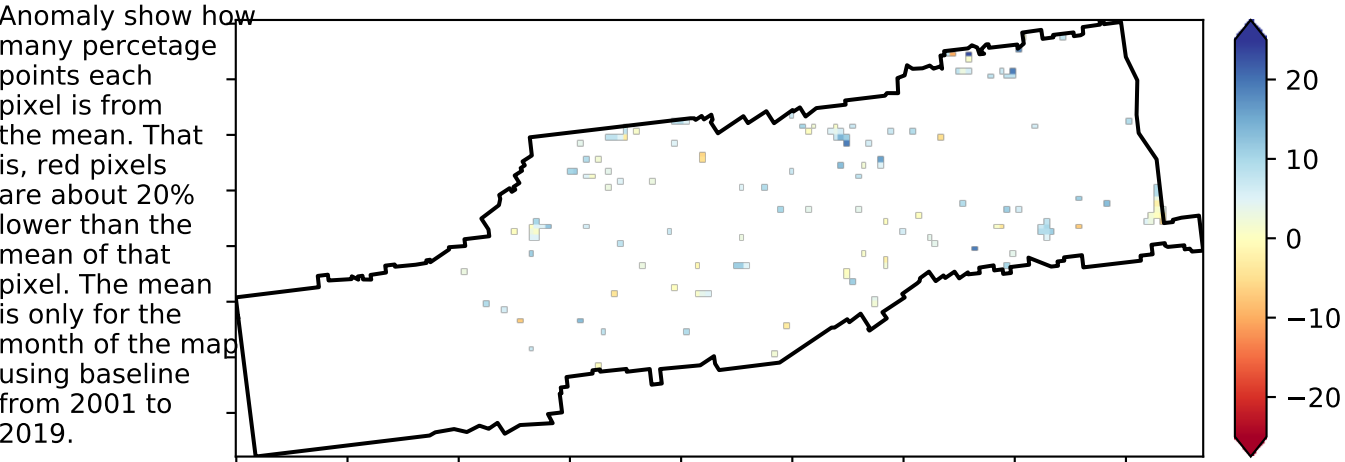 Anomaly show how
many percetage
points each
pixel is from
the mean. That
is, red pixels
are about 20%
lower than the
mean of that
pixel. The mean
is only for the
month of the map
using baseline
from 2001 to
2019.
20
10
0
−10
−20